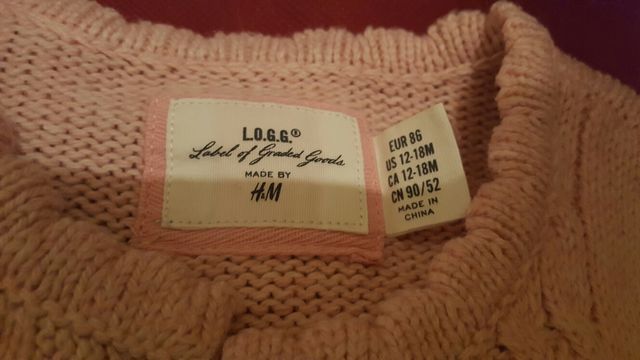 L.O.G.G.®
Label of Graded Goods
MADE BY
H&M
EUR 86
US 12-18M
CA 12-18M
CN 90/52
MADE IN
CHINA